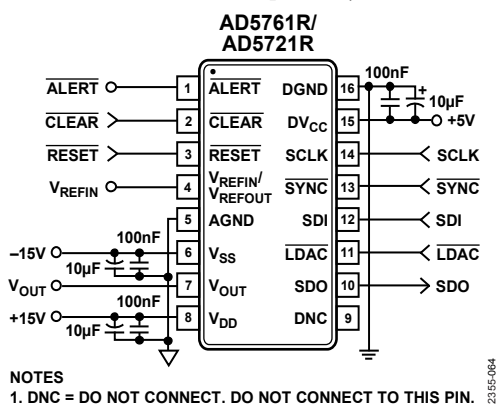 AD5761R/
AD5721R
ALERT
CLEAR
RESET
VREFIN
–15V
100nF
10µF
VOUT
100nF
+15V
10µF
1 ALERT
2 CLEAR
3 RESET
4 VREFIN/
VREFOUT
5 AGND
6 VSS
7 VOUT
8 VDD
DGND 16
DVCC 15
SCLK 14
SYNC 13
SDI 12
LDAC 11
SDO 10
DNC 9
100nF
+
10µF
+5V
SCLK
SYNC
SDI
LDAC
SDO
NOTES
1. DNC = DO NOT CONNECT. DO NOT CONNECT TO THIS PIN.
2355-064